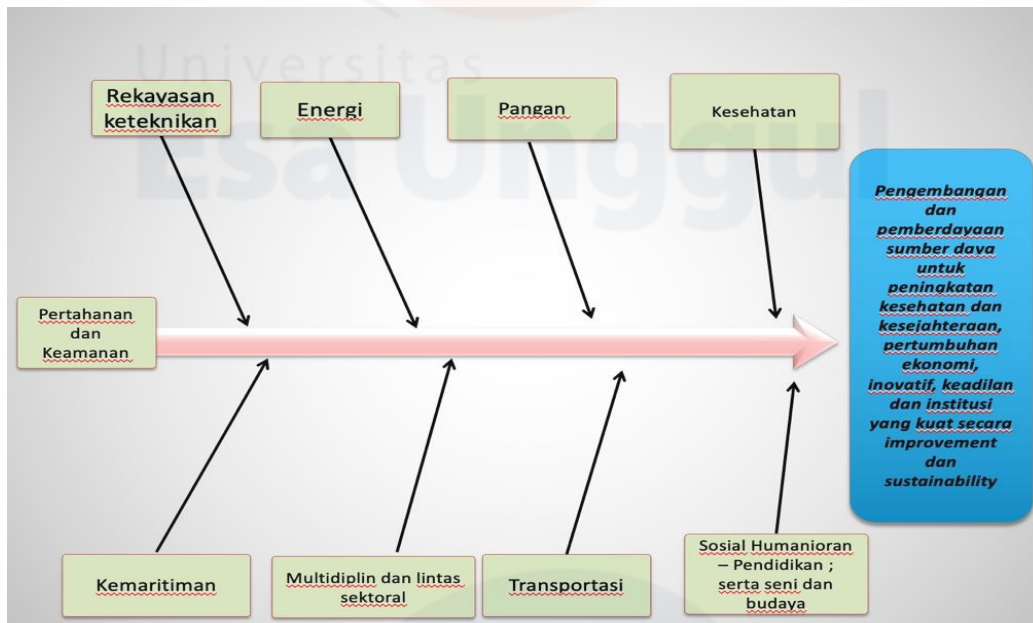 Universitas
Esa Unggul
Rekayasan
keteknikan
Energi
Pangan
Kesehatan
Pertahanan
dan
Keamanan
Pengembangan
dan
pemberdayaan
sumber daya
untuk
peningkatan
kesehatan dan
kesejahteraan,
pertumbuhan
ekonomi,
inovatif, keadilan
dan institusi
yang kuat secara
improvement
dan
sustainability
Kemaritiman
Multidiplin dan lintas
sektoral
Transportasi
Sosial Humanioran
– Pendidikan ;
serta seni dan
budaya